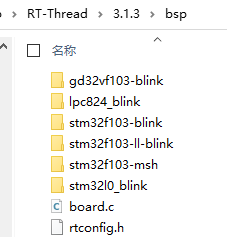 RT-Thread > 3.1.3 > bsp
名称
gd32vf103-blink
lpc824_blink
stm32f103-blink
stm32f103-ll-blink
stm32f103-msh
stm32l0_blink
board.c
rtconfig.h